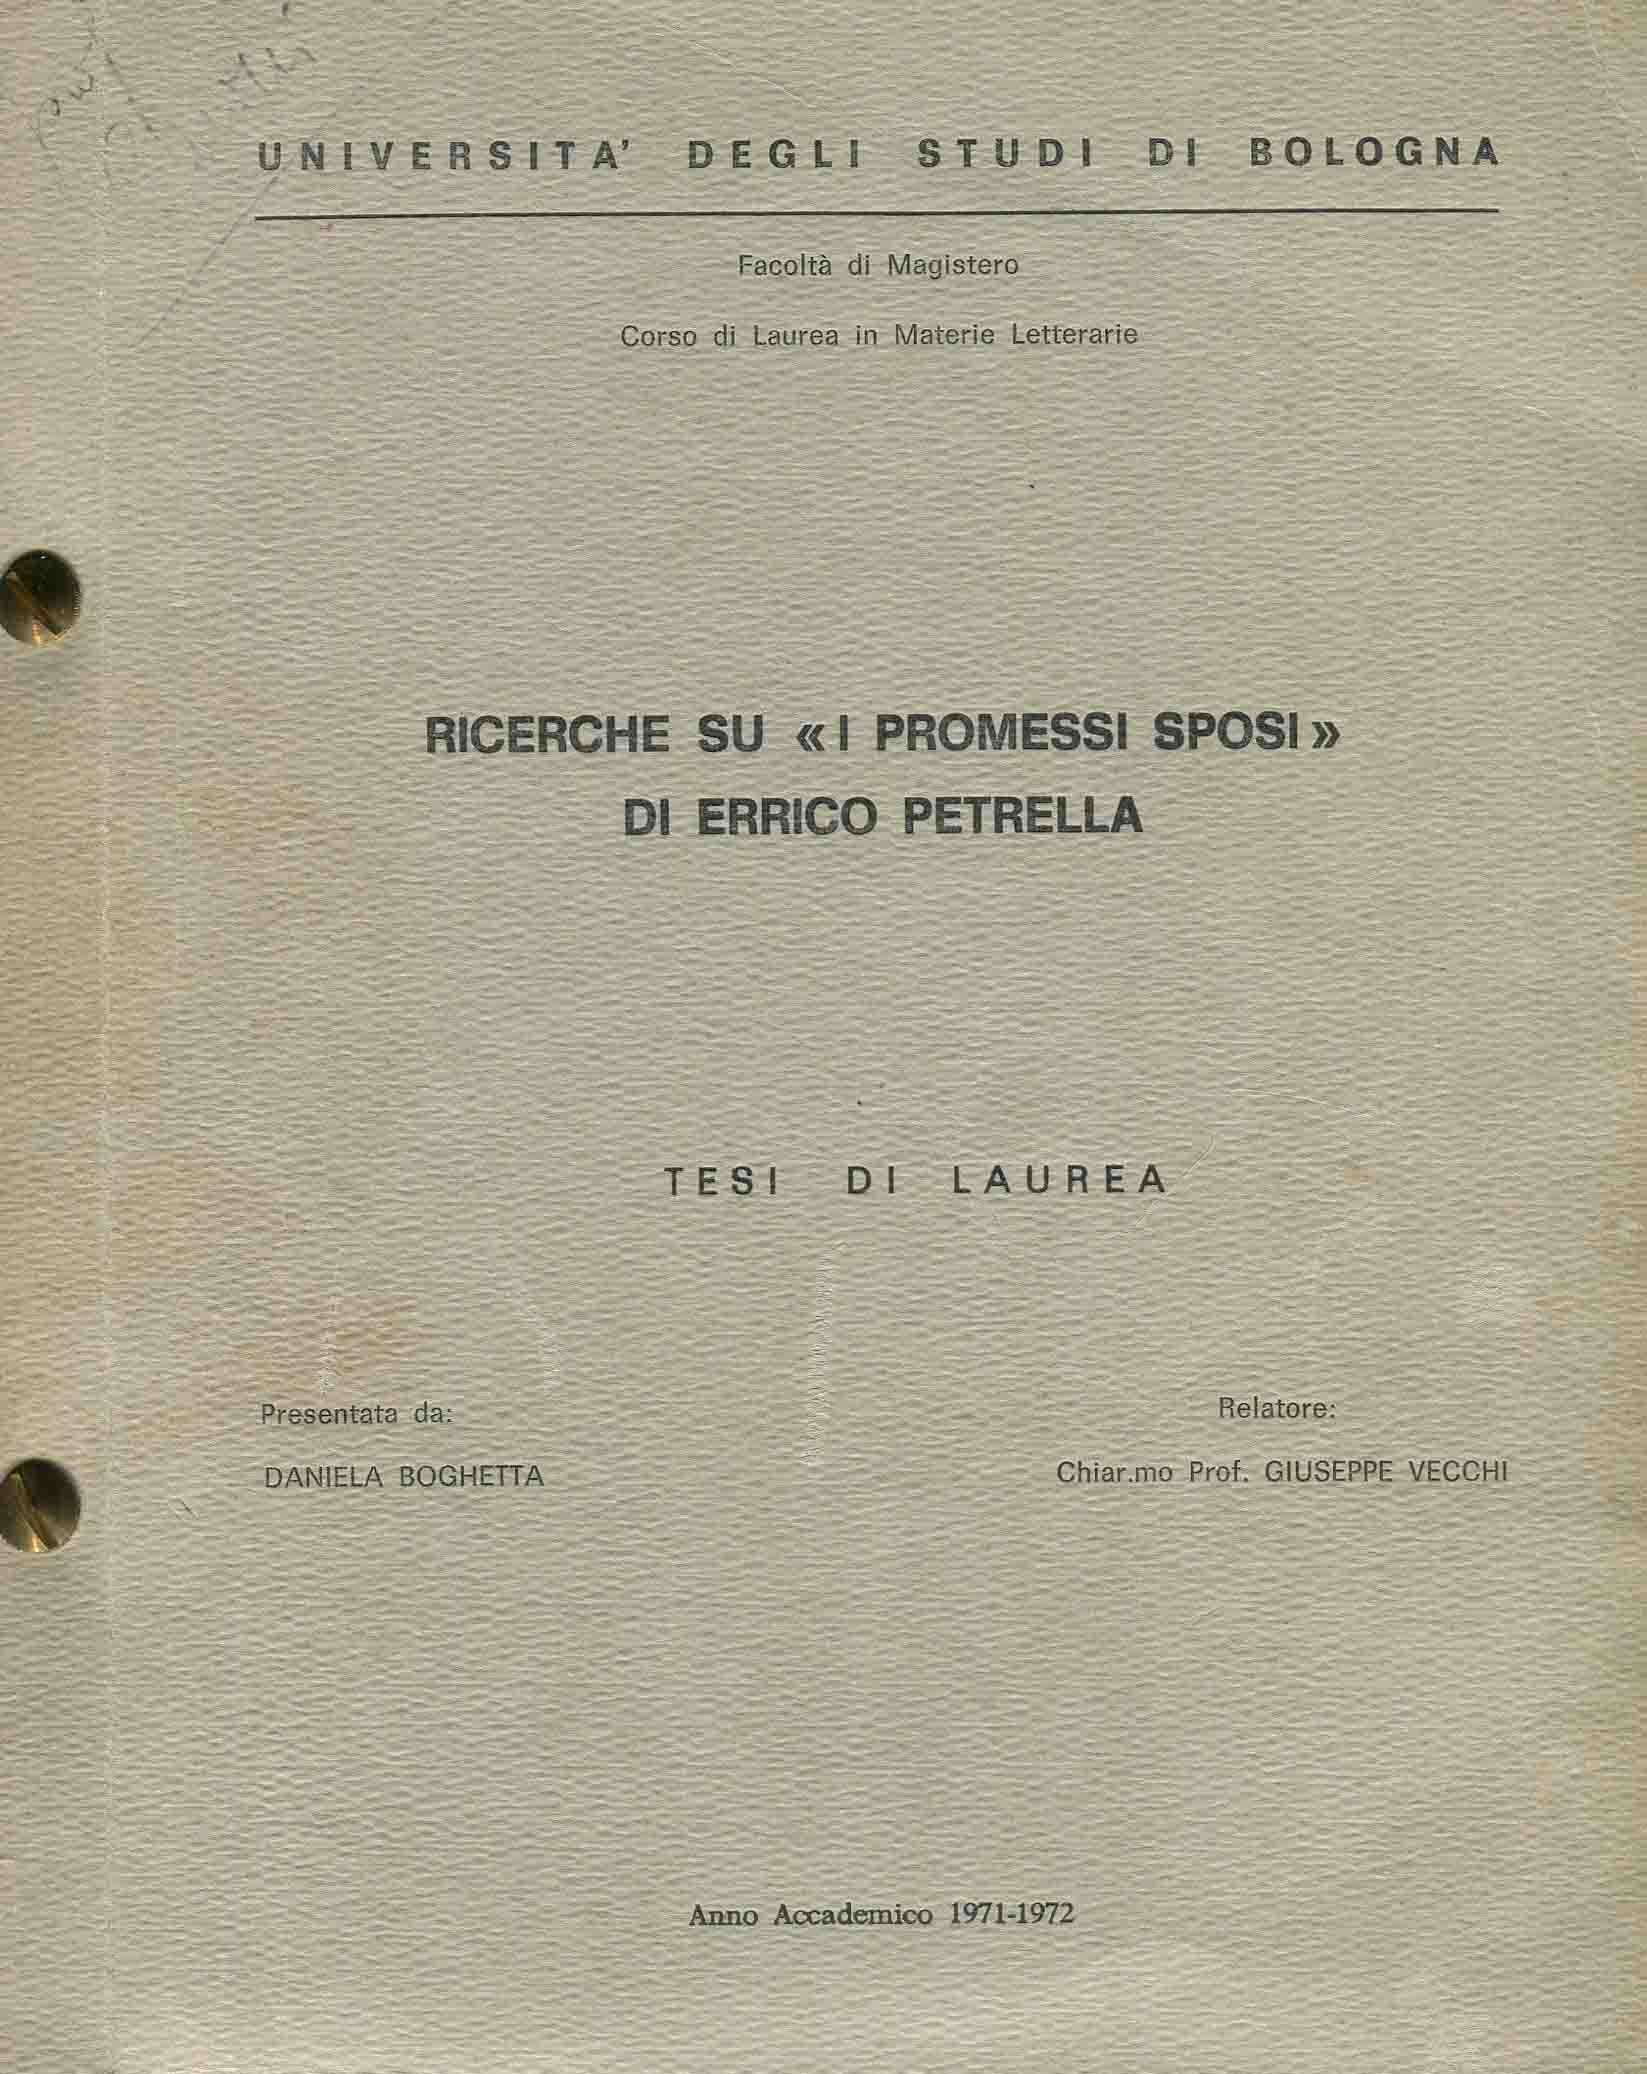 UNIVERSITA' DEGLI STUDI DI BOLOGNA
Facoltà di Magistero
Corso di Laurea in Materie Letterarie
RICERCHE SU «I PROMESSI SPOSI»
DI ERRICO PETRELLA
TESI DI LAUREA
Presentata da:
Relatore:
DANIELA BOGHETTA
Chiar.mo Prof. GIUSEPPE VECCHI
Anno Accademico 1971-1972